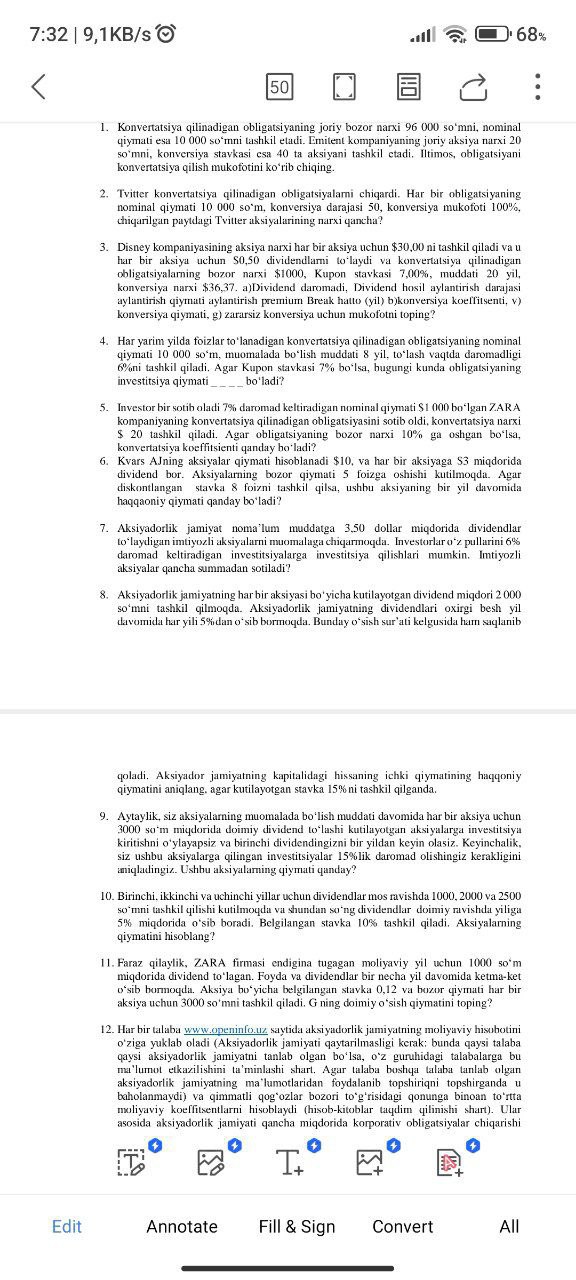 7:32 | 9,1KB/s
68%
50
1. Konvertatsiya qilinadigan obligatsiyaning joriy bozor narxi 96 000 so‘mni, nominal
qiymati esa 10 000 so‘mni tashkil etadi. Emitent kompaniyaning joriy aksiya narxi 20
so‘mni, konversiya stavkasi esa 40 ta aksiyani tashkil etadi. Iltimos, obligatsiyani
konvertatsiya qilish mukofotini ko‘rib chiqing.
2. Tvitter konvertatsiya qilinadigan obligatsiyalarni chiqardi. Har bir obligatsiyaning
nominal qiymati 10 000 so‘m, konversiya darajasi 50, konversiya mukofoti 100%,
chiqarilgan paytdagi Tvitter aksiyalarining narxi qancha?
3. Disney kompaniyasining aksiya narxi har bir aksiya uchun $30,00 ni tashkil qiladi va u
har bir aksiya uchun $0,50 dividendlarni to‘laydi va konvertatsiya qilinadigan
obligatsiyalarning bozor narxi $1000, Kupon stavkasi 7,00%, muddati 20 yil,
konversiya narxi $36,37. a)Dividend daromadi, Dividend hosil aylantirish darajasi
aylantirish qiymati aylantirish premium Break hatto (yil) b)konversiya koeffitsenti, v)
konversiya qiymati, g) zararsiz konversiya uchun mukofotni toping?
4. Har yarim yilda foizlar to‘lanadigan konvertatsiya qilinadigan obligatsiyaning nominal
qiymati 10 000 so‘m, muomalada bo‘lish muddati 8 yil, to‘lash vaqtda daromadligi
6%ni tashkil qiladi. Agar Kupon stavkasi 7% bo‘lsa, bugungi kunda obligatsiyaning
investitsiya qiymati _ _ _ _ bo‘ladi?
5. Investor bir sotib oladi 7% daromad keltiradigan nominal qiymati $1 000 bo‘lgan ZARA
kompaniyaning konvertatsiya qilinadigan obligatsiyasini sotib oldi, konvertatsiya narxi
$ 20 tashkil qiladi. Agar obligatsiyaning bozor narxi 10% ga oshgan bo‘lsa,
konvertatsiya koeffitsienti qanday bo‘ladi?
6. Kvars AJning aksiyalar qiymati hisoblanadi $10, va har bir aksiyaga $3 miqdorida
dividend bor. Aksiyalarning bozor qiymati 5 foizga oshishi kutilmoqda. Agar
diskontlangan stavka 8 foizni tashkil qilsa, ushbu aksiyaning bir yil davomida
haqqaoniy qiymati qanday bo‘ladi?
7. Aksiyadorlik jamiyat noma’lum muddatga 3,50 dollar miqdorida dividendlar
to‘laydigan imtiyozli aksiyalarni muomalaga chiqarmoqda. Investorlar o‘z pullarini 6%
daromad keltiradigan investitsiyalarga investitsiya qilishlari mumkin. Imtiyozli
aksiyalar qancha summadan sotiladi?
8. Aksiyadorlik jamiyatning har bir aksiyasi bo‘yicha kutilayotgan dividend miqdori 2 000
so‘mni tashkil qilmoqda. Aksiyadorlik jamiyatning dividendlari oxirgi besh yil
davomida har yili 5%dan o‘sib bormoqda. Bunday o‘sish sur’ati kelgusida ham saqlanib
qoladi. Aksiyador jamiyatning kapitalidagi hissaning ichki qiymatining haqqoniy
qiymatini aniqlang, agar kutilayotgan stavka 15% ni tashkil qilganda.
9. Aytaylik, siz aksiyalarning muomalada bo‘lish muddati davomida har bir aksiya uchun
3000 so‘m miqdorida doimiy dividend to‘lashi kutilayotgan aksiyalarga investitsiya
kiritishni o‘ylayapsiz va birinchi dividendingizni bir yildan keyin olasiz. Keyinchalik,
siz ushbu aksiyalarga qilingan investitsiyalar 15%lik daromad olishingiz kerakligini
aniqladingiz. Ushbu aksiyalarning qiymati qanday?
10. Birinchi, ikkinchi va uchinchi yillar uchun dividendlar mos ravishda 1000, 2000 va 2500
so‘mni tashkil qilishi kutilmoqda va shundan so‘ng dividendlar doimiy ravishda yiliga
5% miqdorida o‘sib boradi. Belgilangan stavka 10% tashkil qiladi. Aksiyalarning
qiymatini hisoblang?
11. Faraz qilaylik, ZARA firmasi endigina tugagan moliyaviy yil uchun 1000 so‘m
miqdorida dividend to‘lagan. Foyda va dividendlar bir necha yil davomida ketma-ket
o‘sib bormoqda. Aksiya bo‘yicha belgilangan stavka 0,12 va bozor qiymati har bir
aksiya uchun 3000 so‘mni tashkil qiladi. G ning doimiy o‘sish qiymatini toping?
12. Har bir talaba www.openinfo.uz saytida aksiyadorlik jamiyatning moliyaviy hisobotini
o‘ziga yuklab oladi (Aksiyadorlik jamiyati qaytarilmasligi kerak: bunda qaysi talaba
qaysi aksiyadorlik jamiyatni tanlab olgan bo‘lsa, o‘z guruhidagi talabalarga bu
ma’lumot etkazilishini ta’minlashi shart. Agar talaba boshqa talaba tanlab olgan
aksiyadorlik jamiyatning ma’lumotlaridan foydalanib topshiriqni topshirganda u
baholanmaydi) va qimmatli qog‘ozlar bozori to‘g‘risidagi qonunga binoan to‘rtta
moliyaviy koeffitsentlarni hisoblaydi (hisob-kitoblar taqdim qilinishi shart). Ular
asosida aksiyadorlik jamiyati qancha miqdorida korporativ obligatsiyalar chiqarishi
Edit
Annotate
Fill & Sign
Convert
All